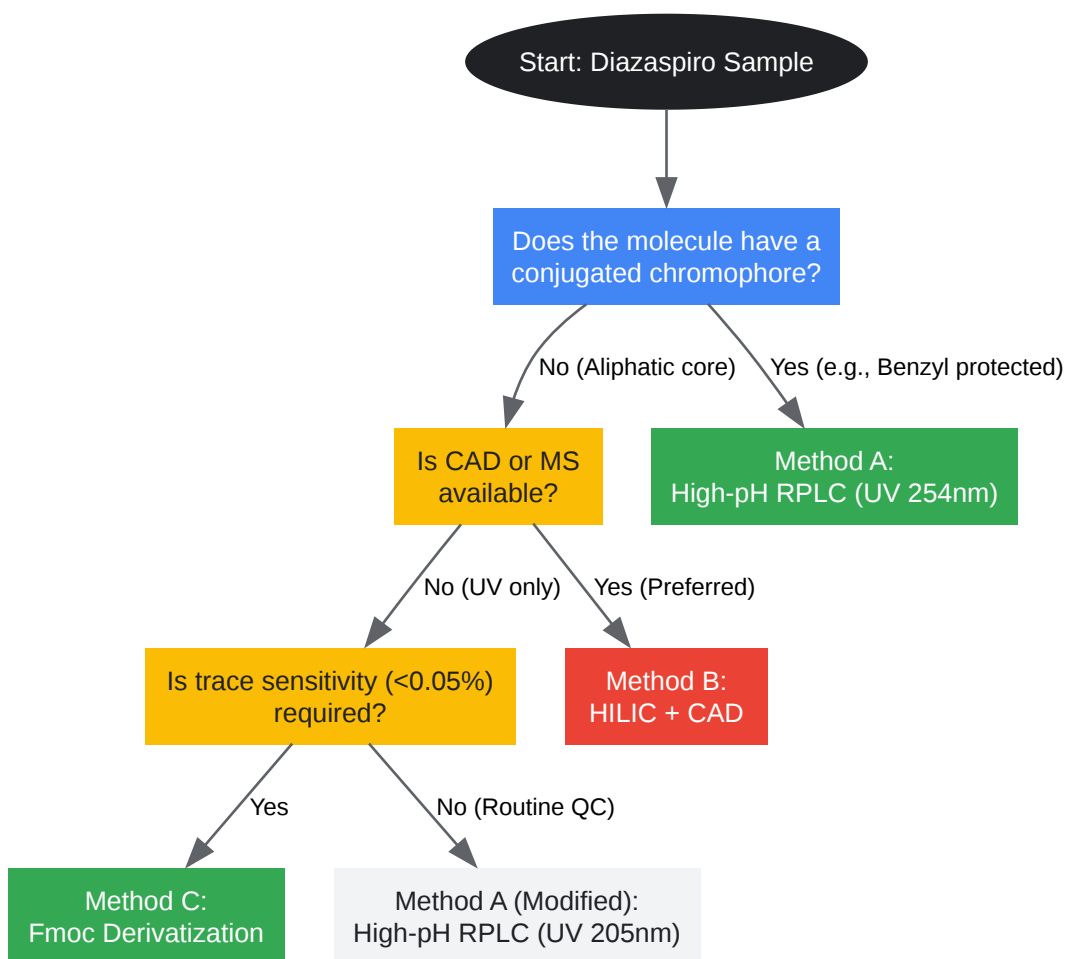 Start: Diazaspiro Sample
Does the molecule have a
conjugated chromophore?
No (Aliphatic core)
Yes (e.g., Benzyl protected)
Is CAD or MS
available?
Method A:
High-pH RPLC (UV 254nm)
No (UV only)
Yes (Preferred)
Is trace sensitivity (<0.05%)
required?
Method B:
HILIC + CAD
Yes
No (Routine QC)
Method C:
Fmoc Derivatization
Method A (Modified):
High-pH RPLC (UV 205nm)